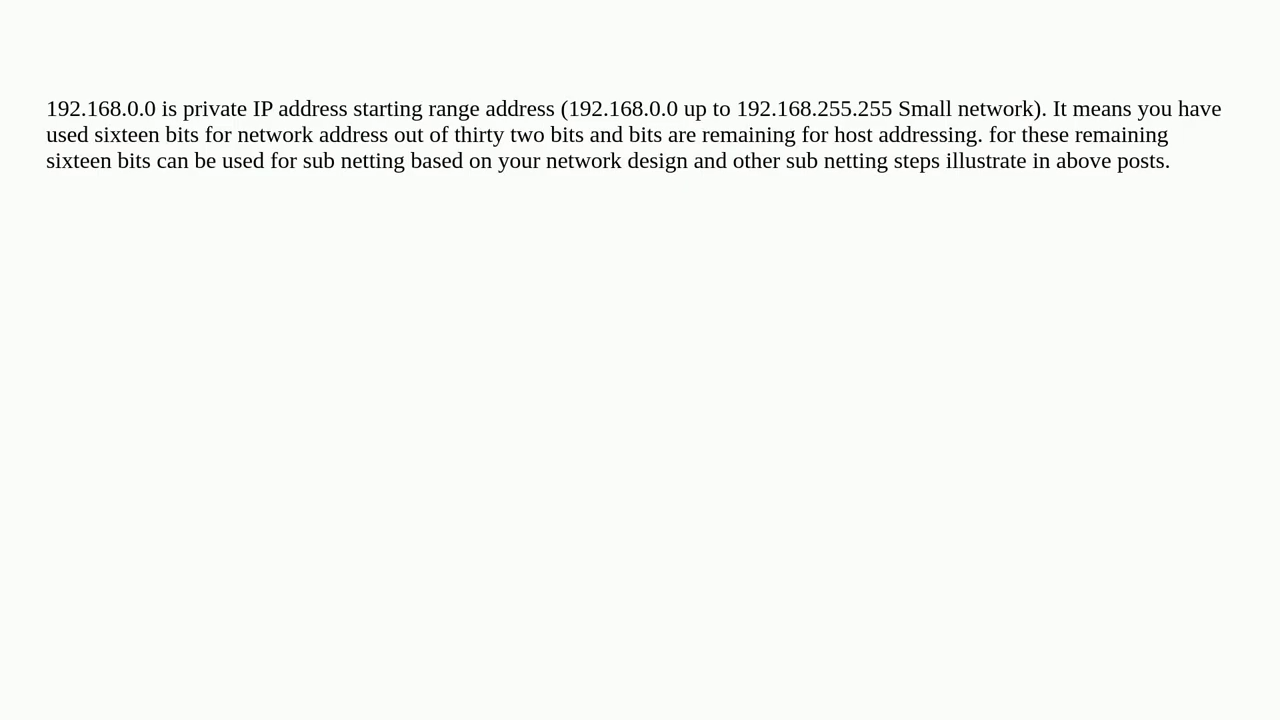 192.168.0.0 is private IP address starting range address (192.168.0.0 up to 192.168.255.255 Small network). It means you have
used sixteen bits for network address out of thirty two bits and bits are remaining for host addressing. for these remaining
sixteen bits can be used for sub netting based on your network design and other sub netting steps illustrate in above posts.